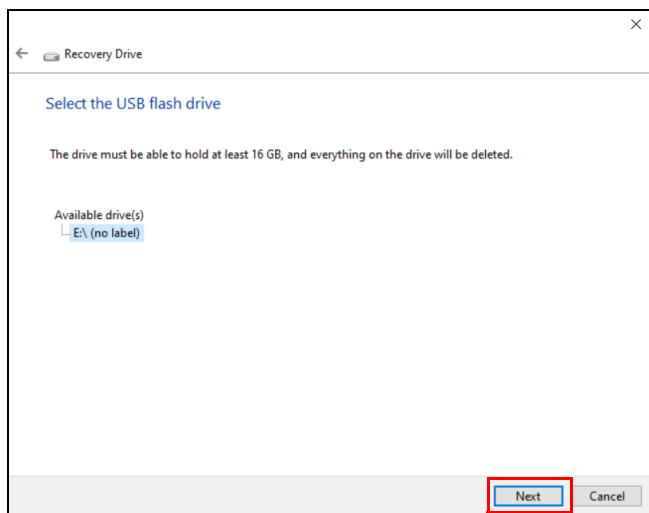 Recovery Drive
Select the USB flash drive
The drive must be able to hold at least 16 GB, and everything on the drive will be deleted.
Available drive(s)
E:\ (no label)
Next Cancel